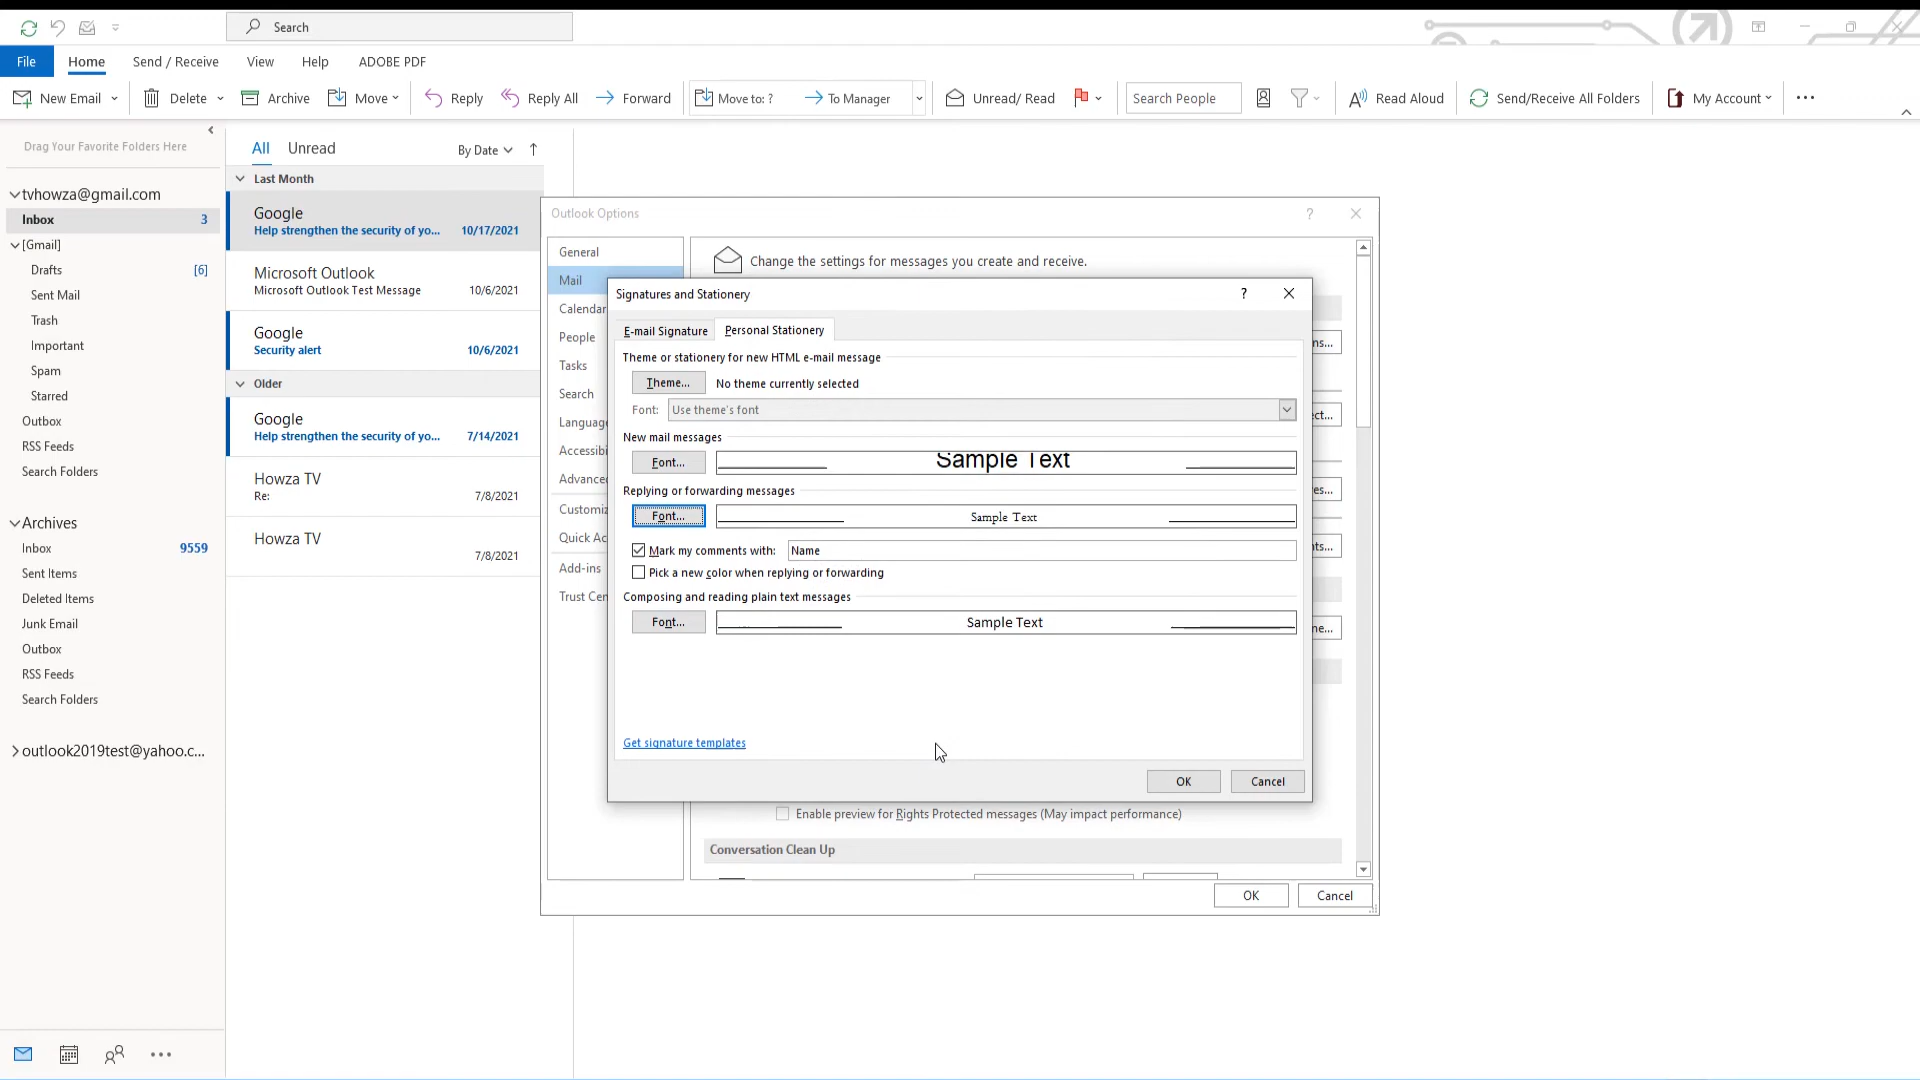 Search
File Home Send / Receive View Help ADOBE PDF
New Email Delete Archive Move Reply Reply All Forward Move to: ? To Manager Unread/ Read Search People Read Aloud Send/Receive All Folders My Account
Drag Your Favorite Folders Here
tvhowza@gmail.com
Inbox 3
[Gmail]
Drafts [6]
Sent Mail
Trash
Important
Spam
Starred
Outbox
RSS Feeds
Search Folders
Archives
Inbox 9559
Sent Items
Deleted Items
Junk Email
Outbox
RSS Feeds
Search Folders
outlook2019test@yahoo.c...
All Unread By Date
Last Month
Google
Help strengthen the security of yo... 10/17/2021
Microsoft Outlook
Microsoft Outlook Test Message 10/6/2021
Google
Security alert 10/6/2021
Older
Google
Help strengthen the security of yo... 7/14/2021
Howza TV
Re: 7/8/2021
Howza TV
7/8/2021
Outlook Options ?
General
Mail
Calendar
People
Tasks
Search
Languag
Accessibi
Advance
Customiz
Quick Ac
Add-ins
Trust Cen
Change the settings for messages you create and receive.
ns...
ct...
es...
ts...
ne...
Signatures and Stationery ?
E-mail Signature Personal Stationery
Theme or stationery for new HTML e-mail message
Theme... No theme currently selected
Font: Use theme's font
New mail messages
Font... Sample Text
Replying or forwarding messages
Font... Sample Text
Mark my comments with: Name
Pick a new color when replying or forwarding
Composing and reading plain text messages
Font... Sample Text
Get signature templates
OK Cancel
Enable preview for Rights Protected messages (May impact performance)
Conversation Clean Up
OK Cancel